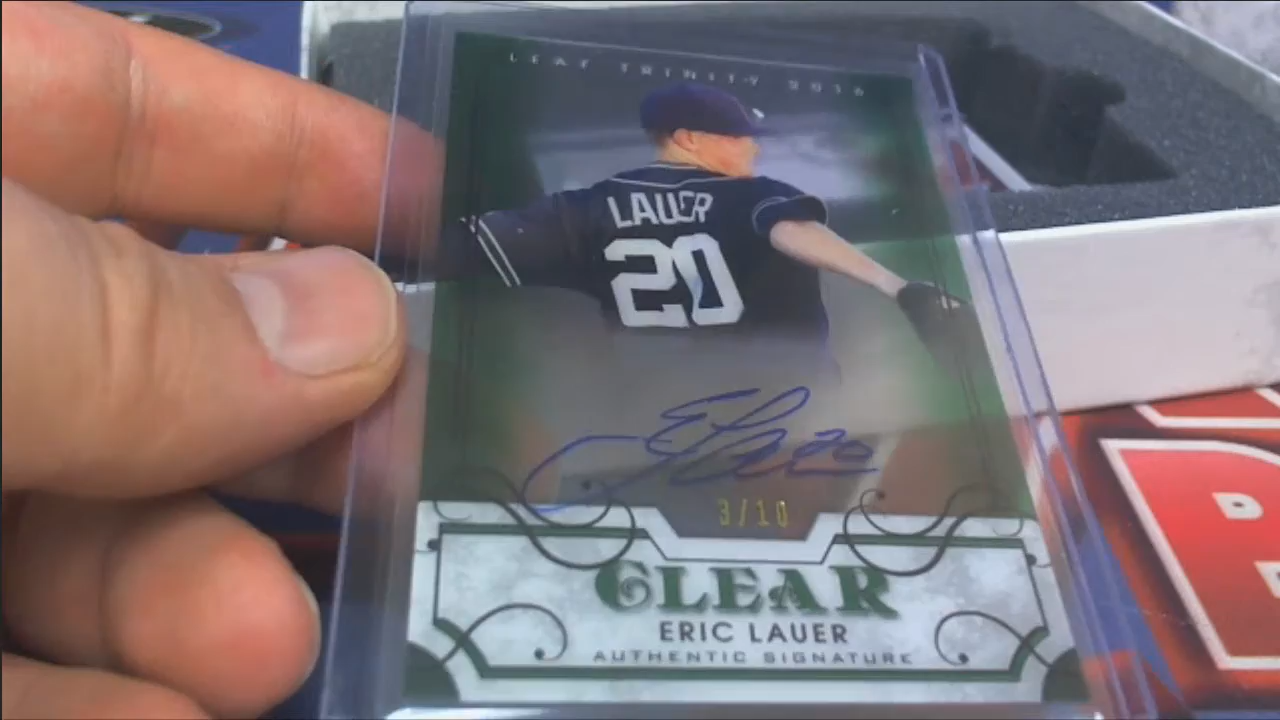 LEAF TRINITY 2016
LAUER
20
3/10
CLEAR
ERIC LAUER
AUTHENTIC SIGNATURE